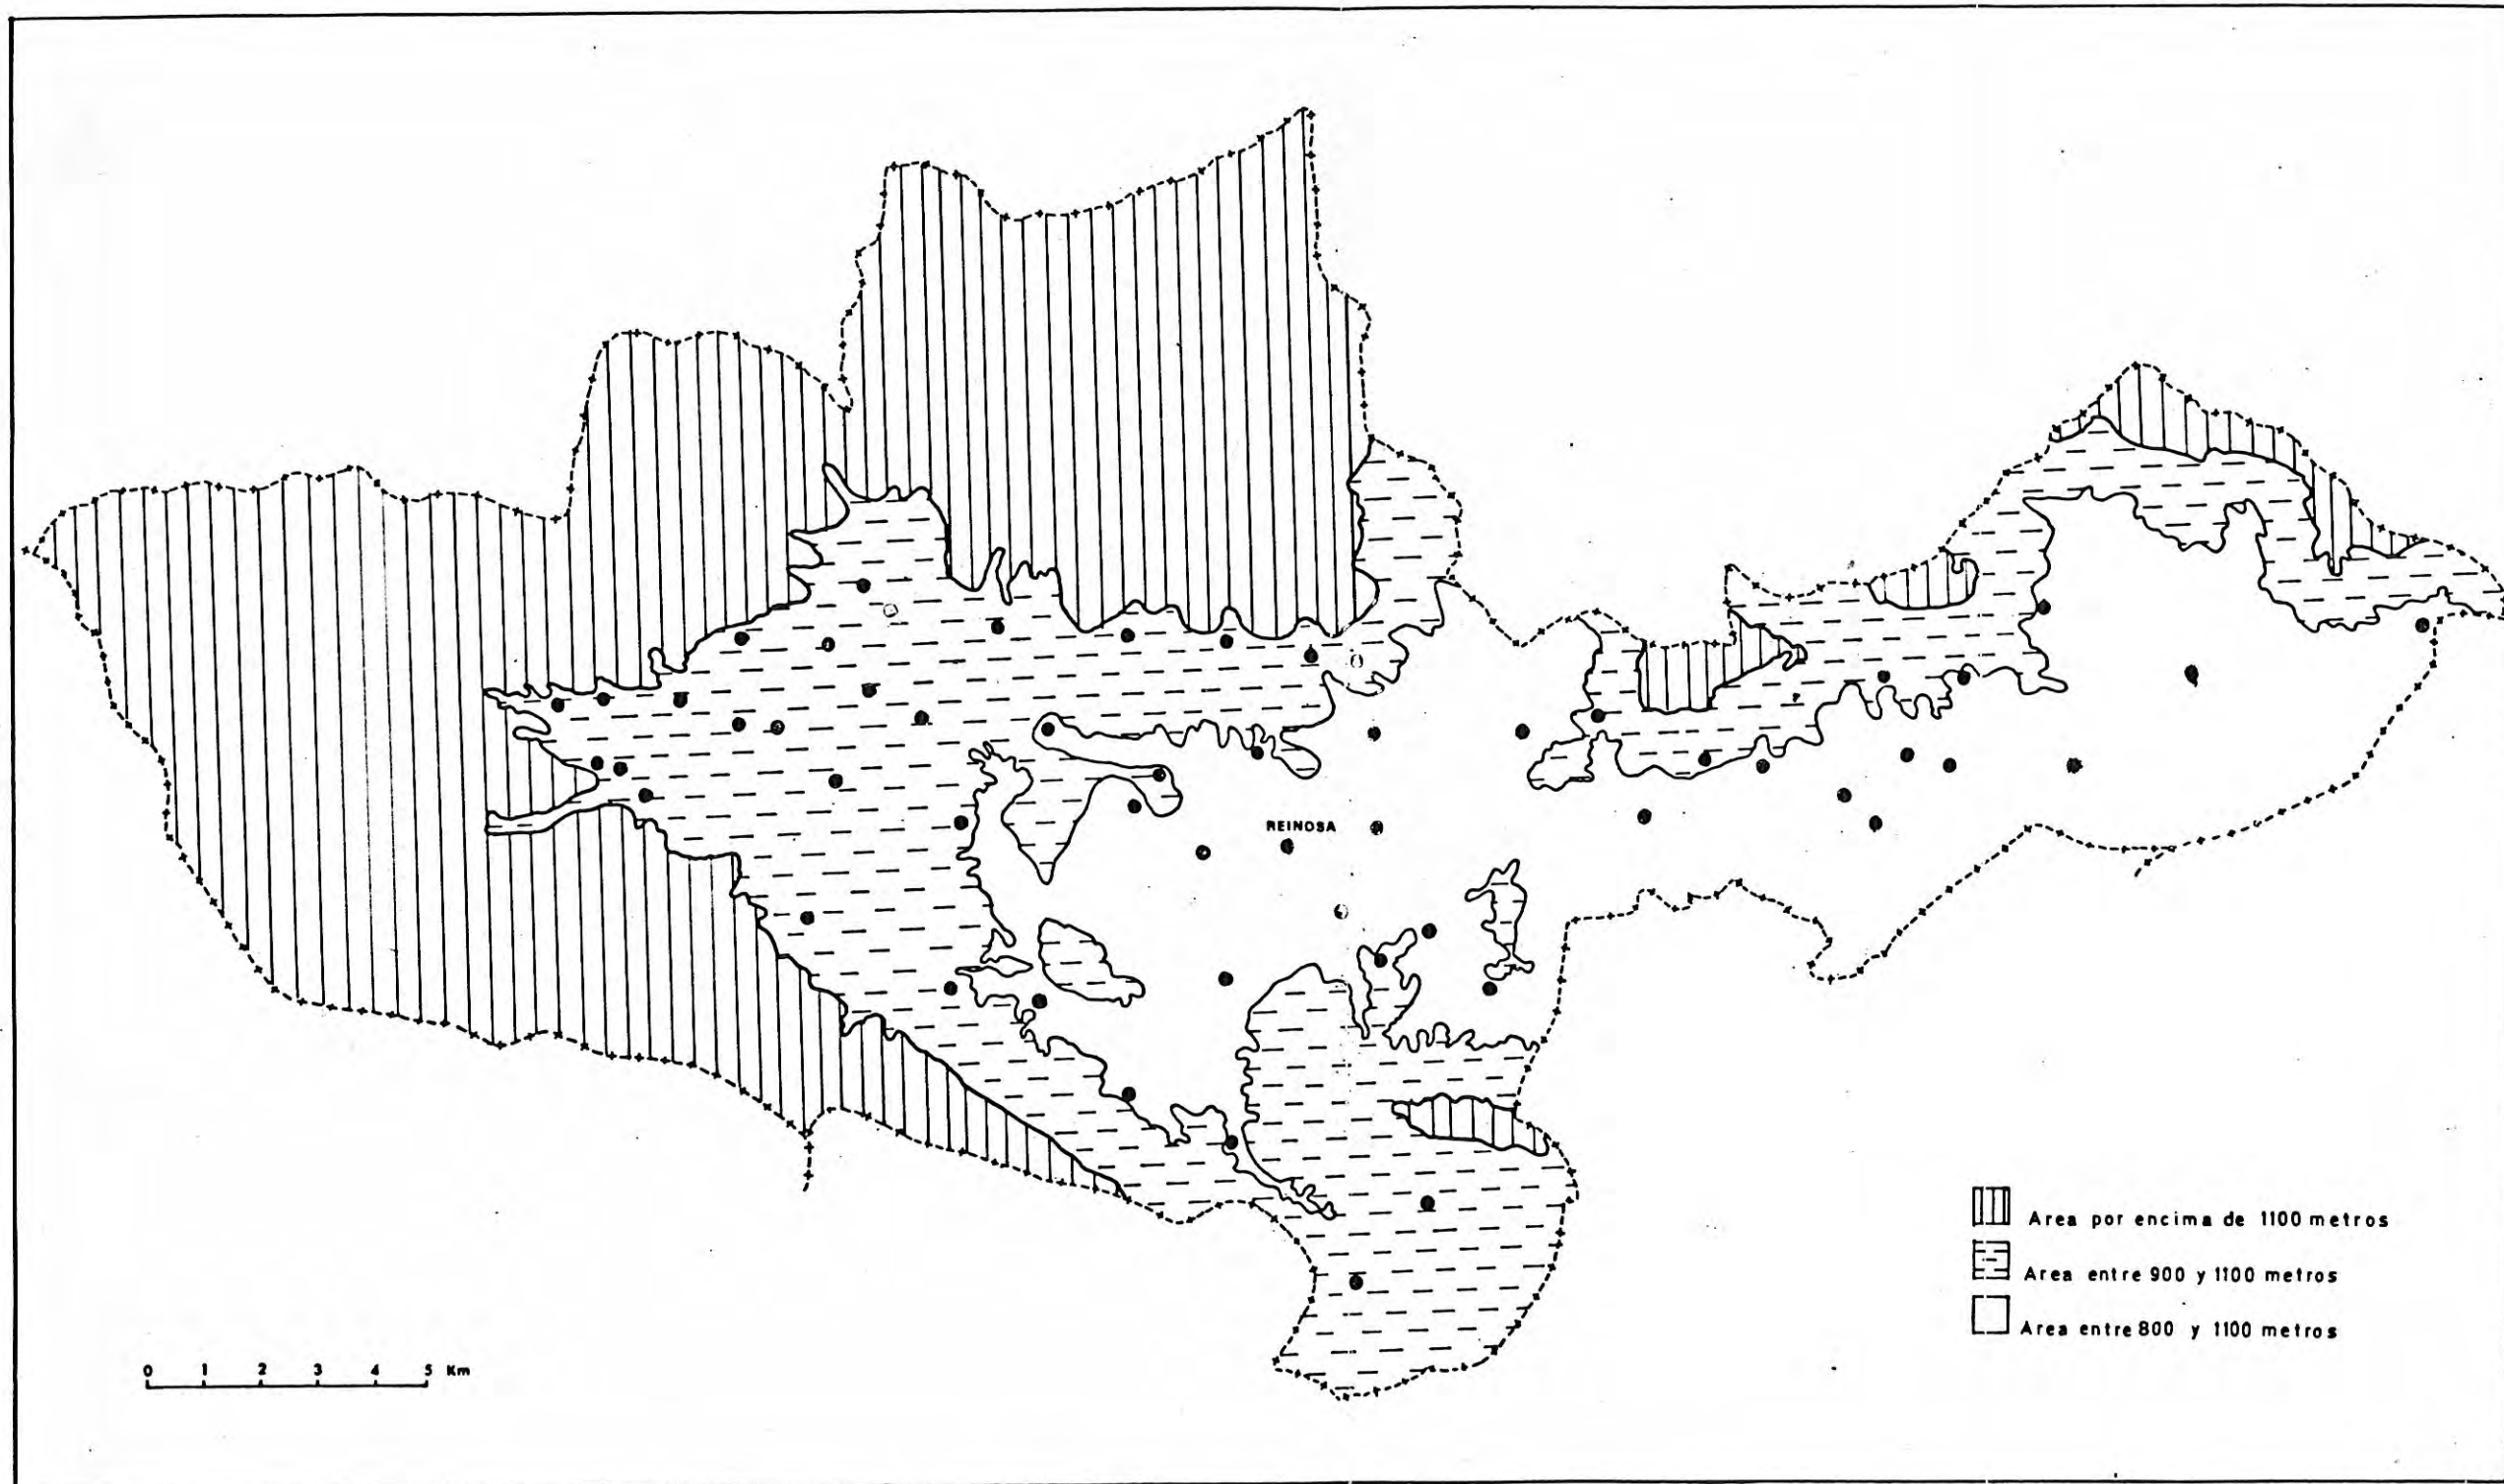 REINOSA
Area por encima de 1100 metros
Area entre 900 y 1100 metros
Area entre 800 y 1100 metros
0 1 2 3 4 5 Km